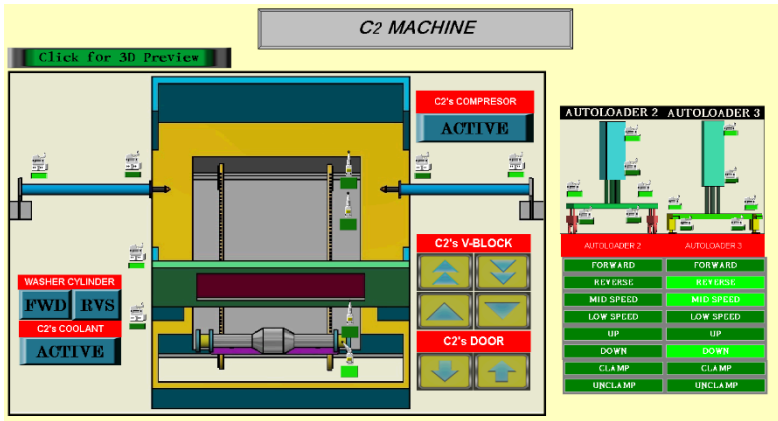 C2 MACHINE
Click for 3D Preview
C2's COMPRESOR
ACTIVE
AUTOLOADER 2 AUTOLOADER 3
C2's V-BLOCK
WASHER CYLINDER
FWD RVS
C2's COOLANT
ACTIVE
C2's DOOR
AUTOLOADER 2 AUTOLOADER 3
FORWARD FORWARD
REVERSE REVERSE
MID SPEED MID SPEED
LOW SPEED LOW SPEED
UP UP
DOWN DOWN
CLAMP CLAMP
UNCLAMP UNCLAMP